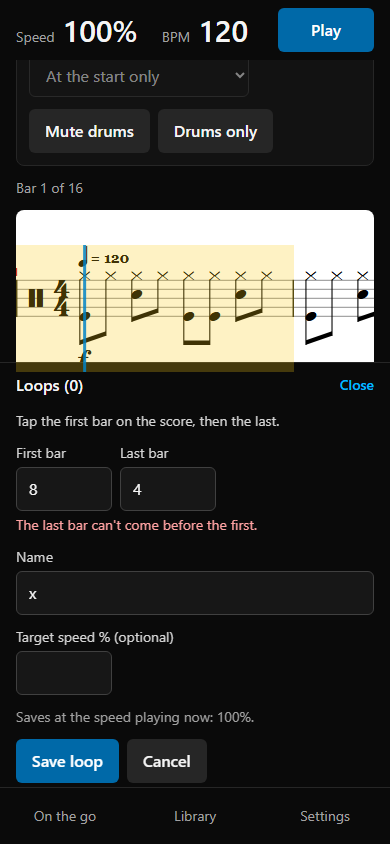 Speed 100% BPM 120 Play
At the start only
Mute drums Drums only
Bar 1 of 16
= 120
4
4
f
Loops (0) Close
Tap the first bar on the score, then the last.
First bar Last bar
8 4
The last bar can't come before the first.
Name
x
Target speed % (optional)
Saves at the speed playing now: 100%.
Save loop Cancel
On the go Library Settings